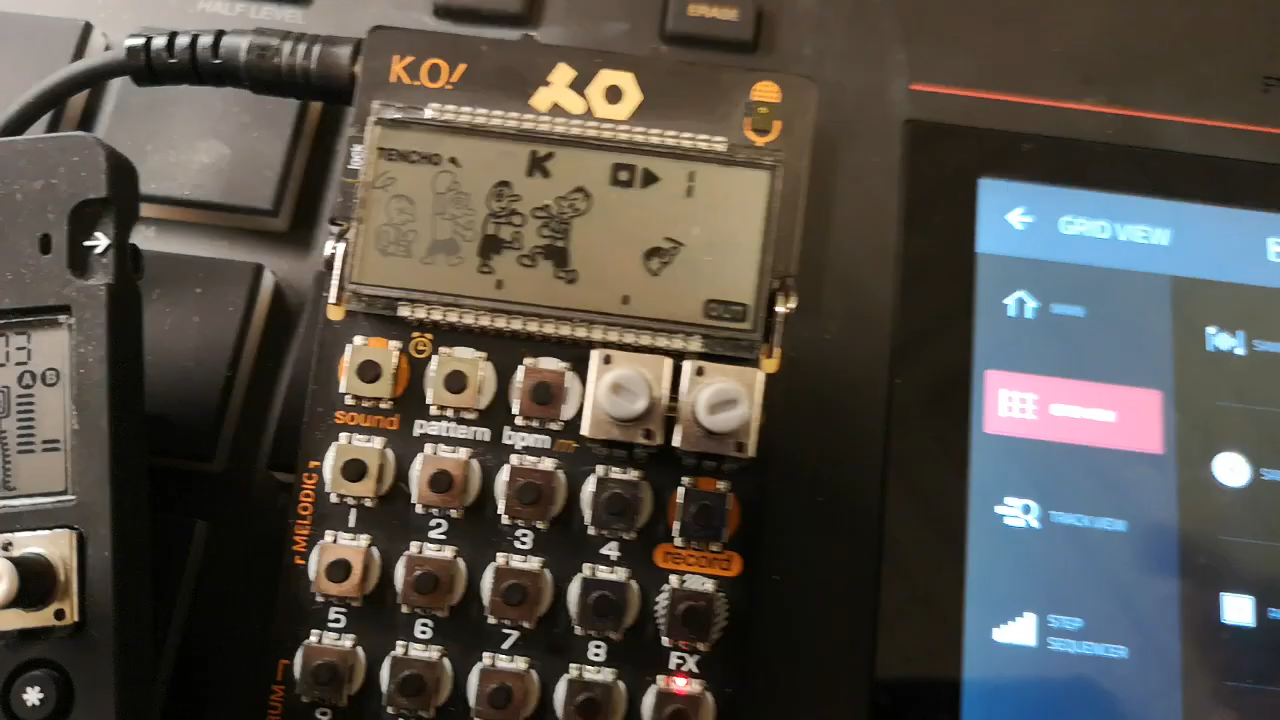 HALF LEVEL
ERASE
K.O!
lock
TENCHO
K
OUT
A B
GRID VIEW
sound
pattern
bpm
MELODIC
1
2
3
4
record
TRACK VIEW
5
6
7
8
FX
STEP
SEQUENCER